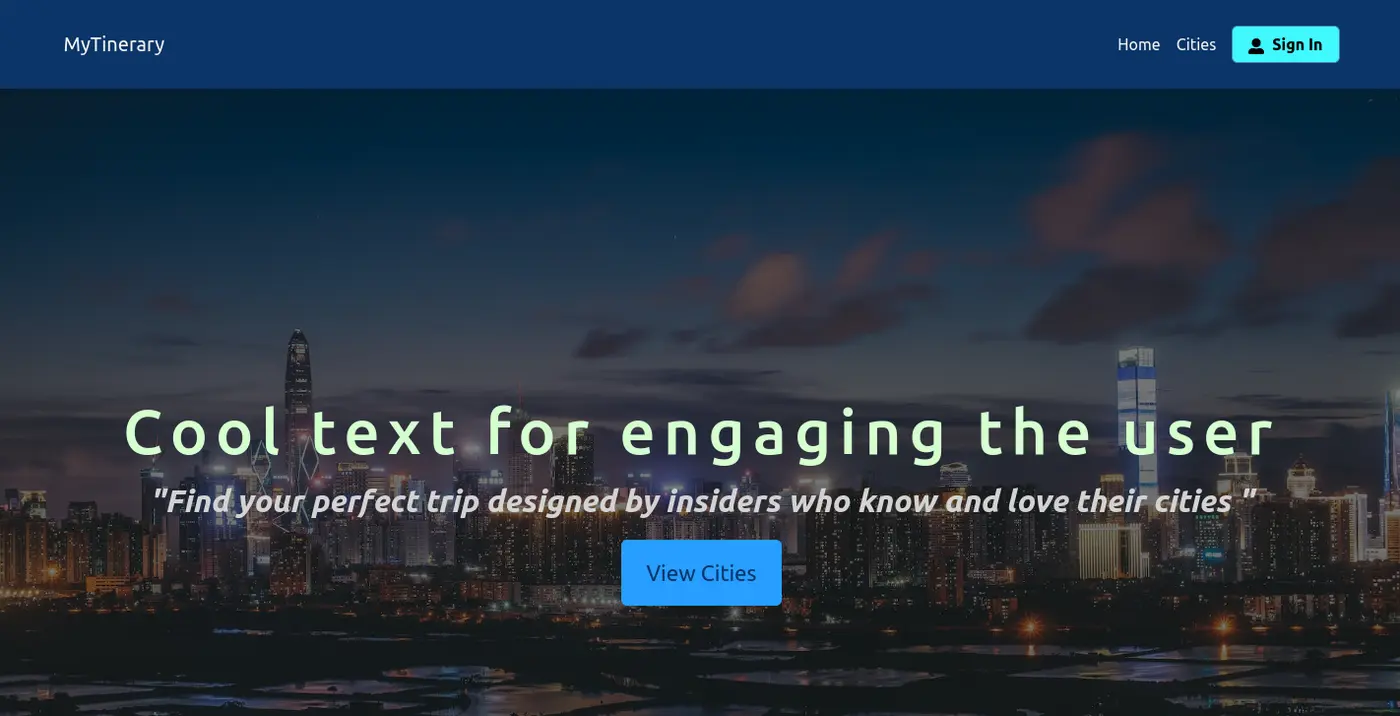 MyTinerary
Home Cities Sign In
Cool text for engaging the user
"Find your perfect trip designed by insiders who know and love their cities "
View Cities